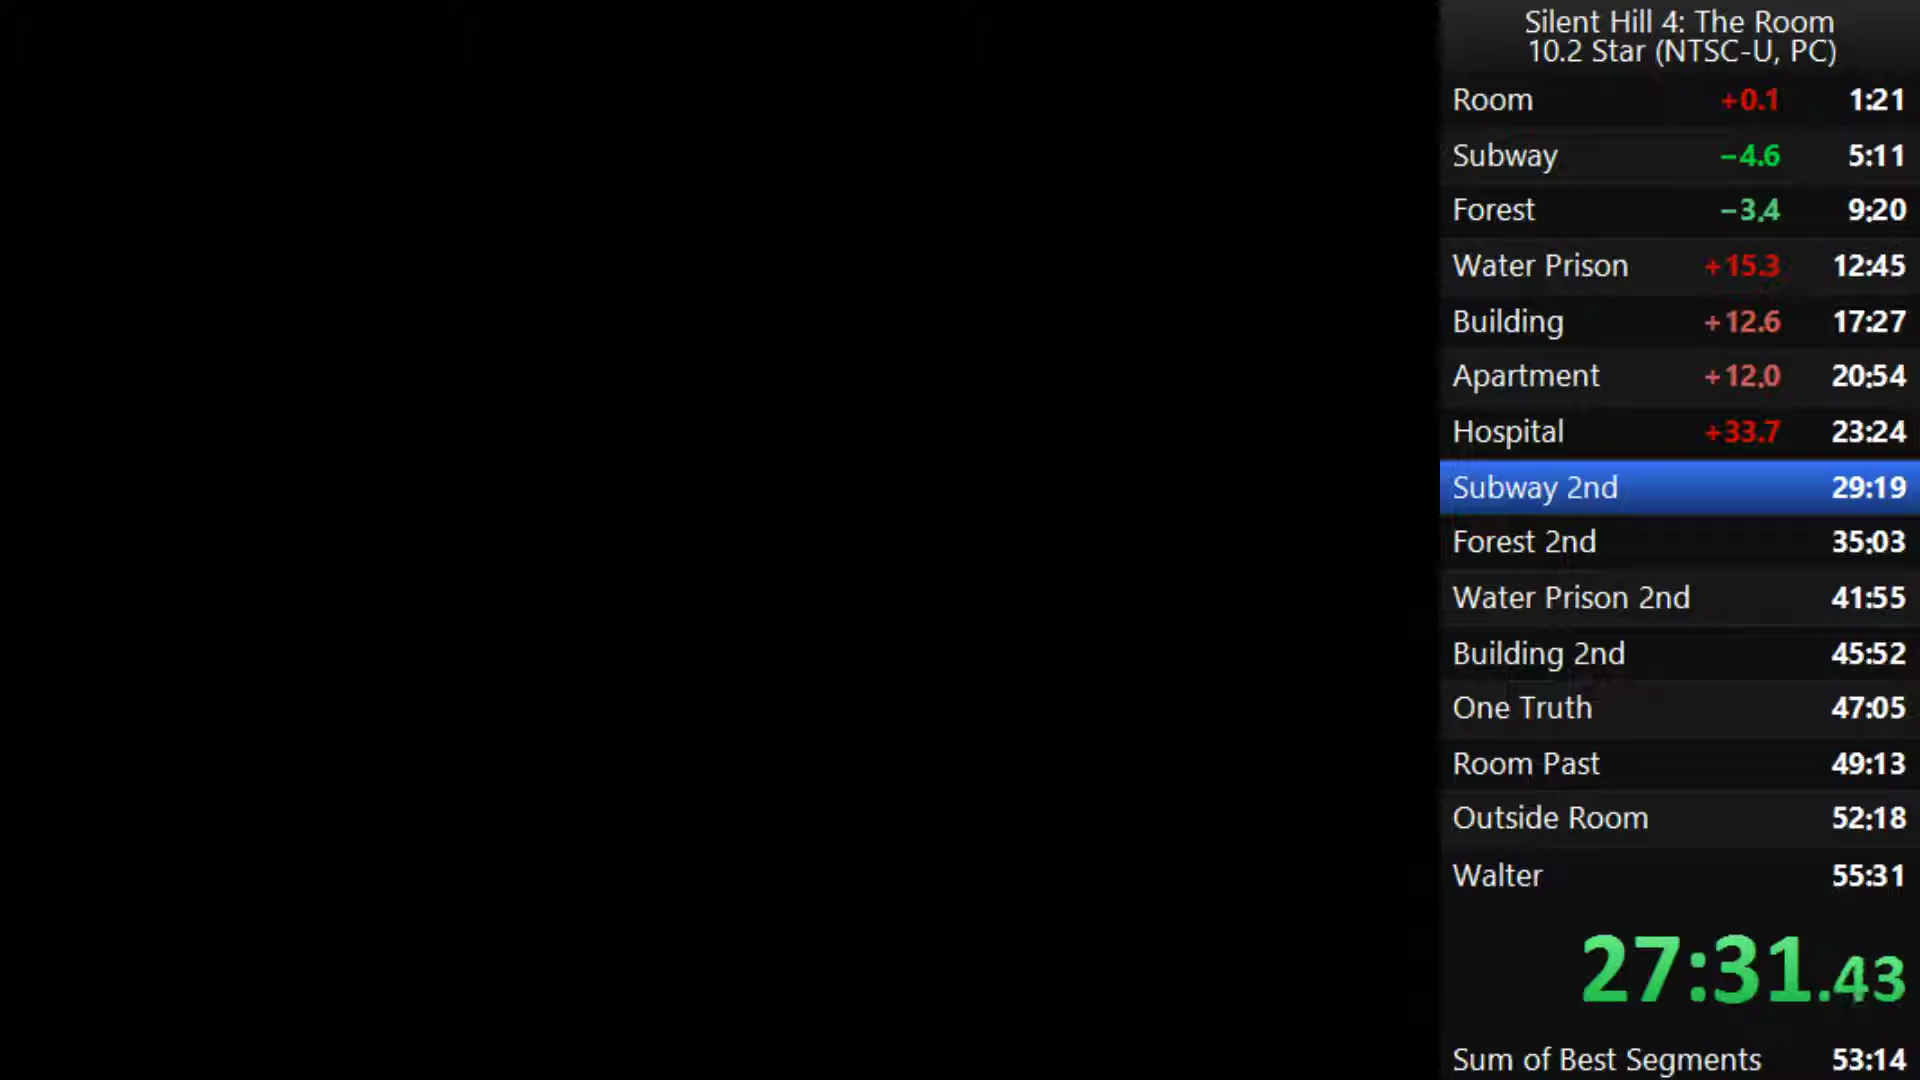 Silent Hill 4: The Room
10.2 Star (NTSC-U, PC)
Room +0.1 1:21
Subway −4.6 5:11
Forest −3.4 9:20
Water Prison +15.3 12:45
Building +12.6 17:27
Apartment +12.0 20:54
Hospital +33.7 23:24
Subway 2nd 29:19
Forest 2nd 35:03
Water Prison 2nd 41:55
Building 2nd 45:52
One Truth 47:05
Room Past 49:13
Outside Room 52:18
Walter 55:31
27:31.43
Sum of Best Segments 53:14